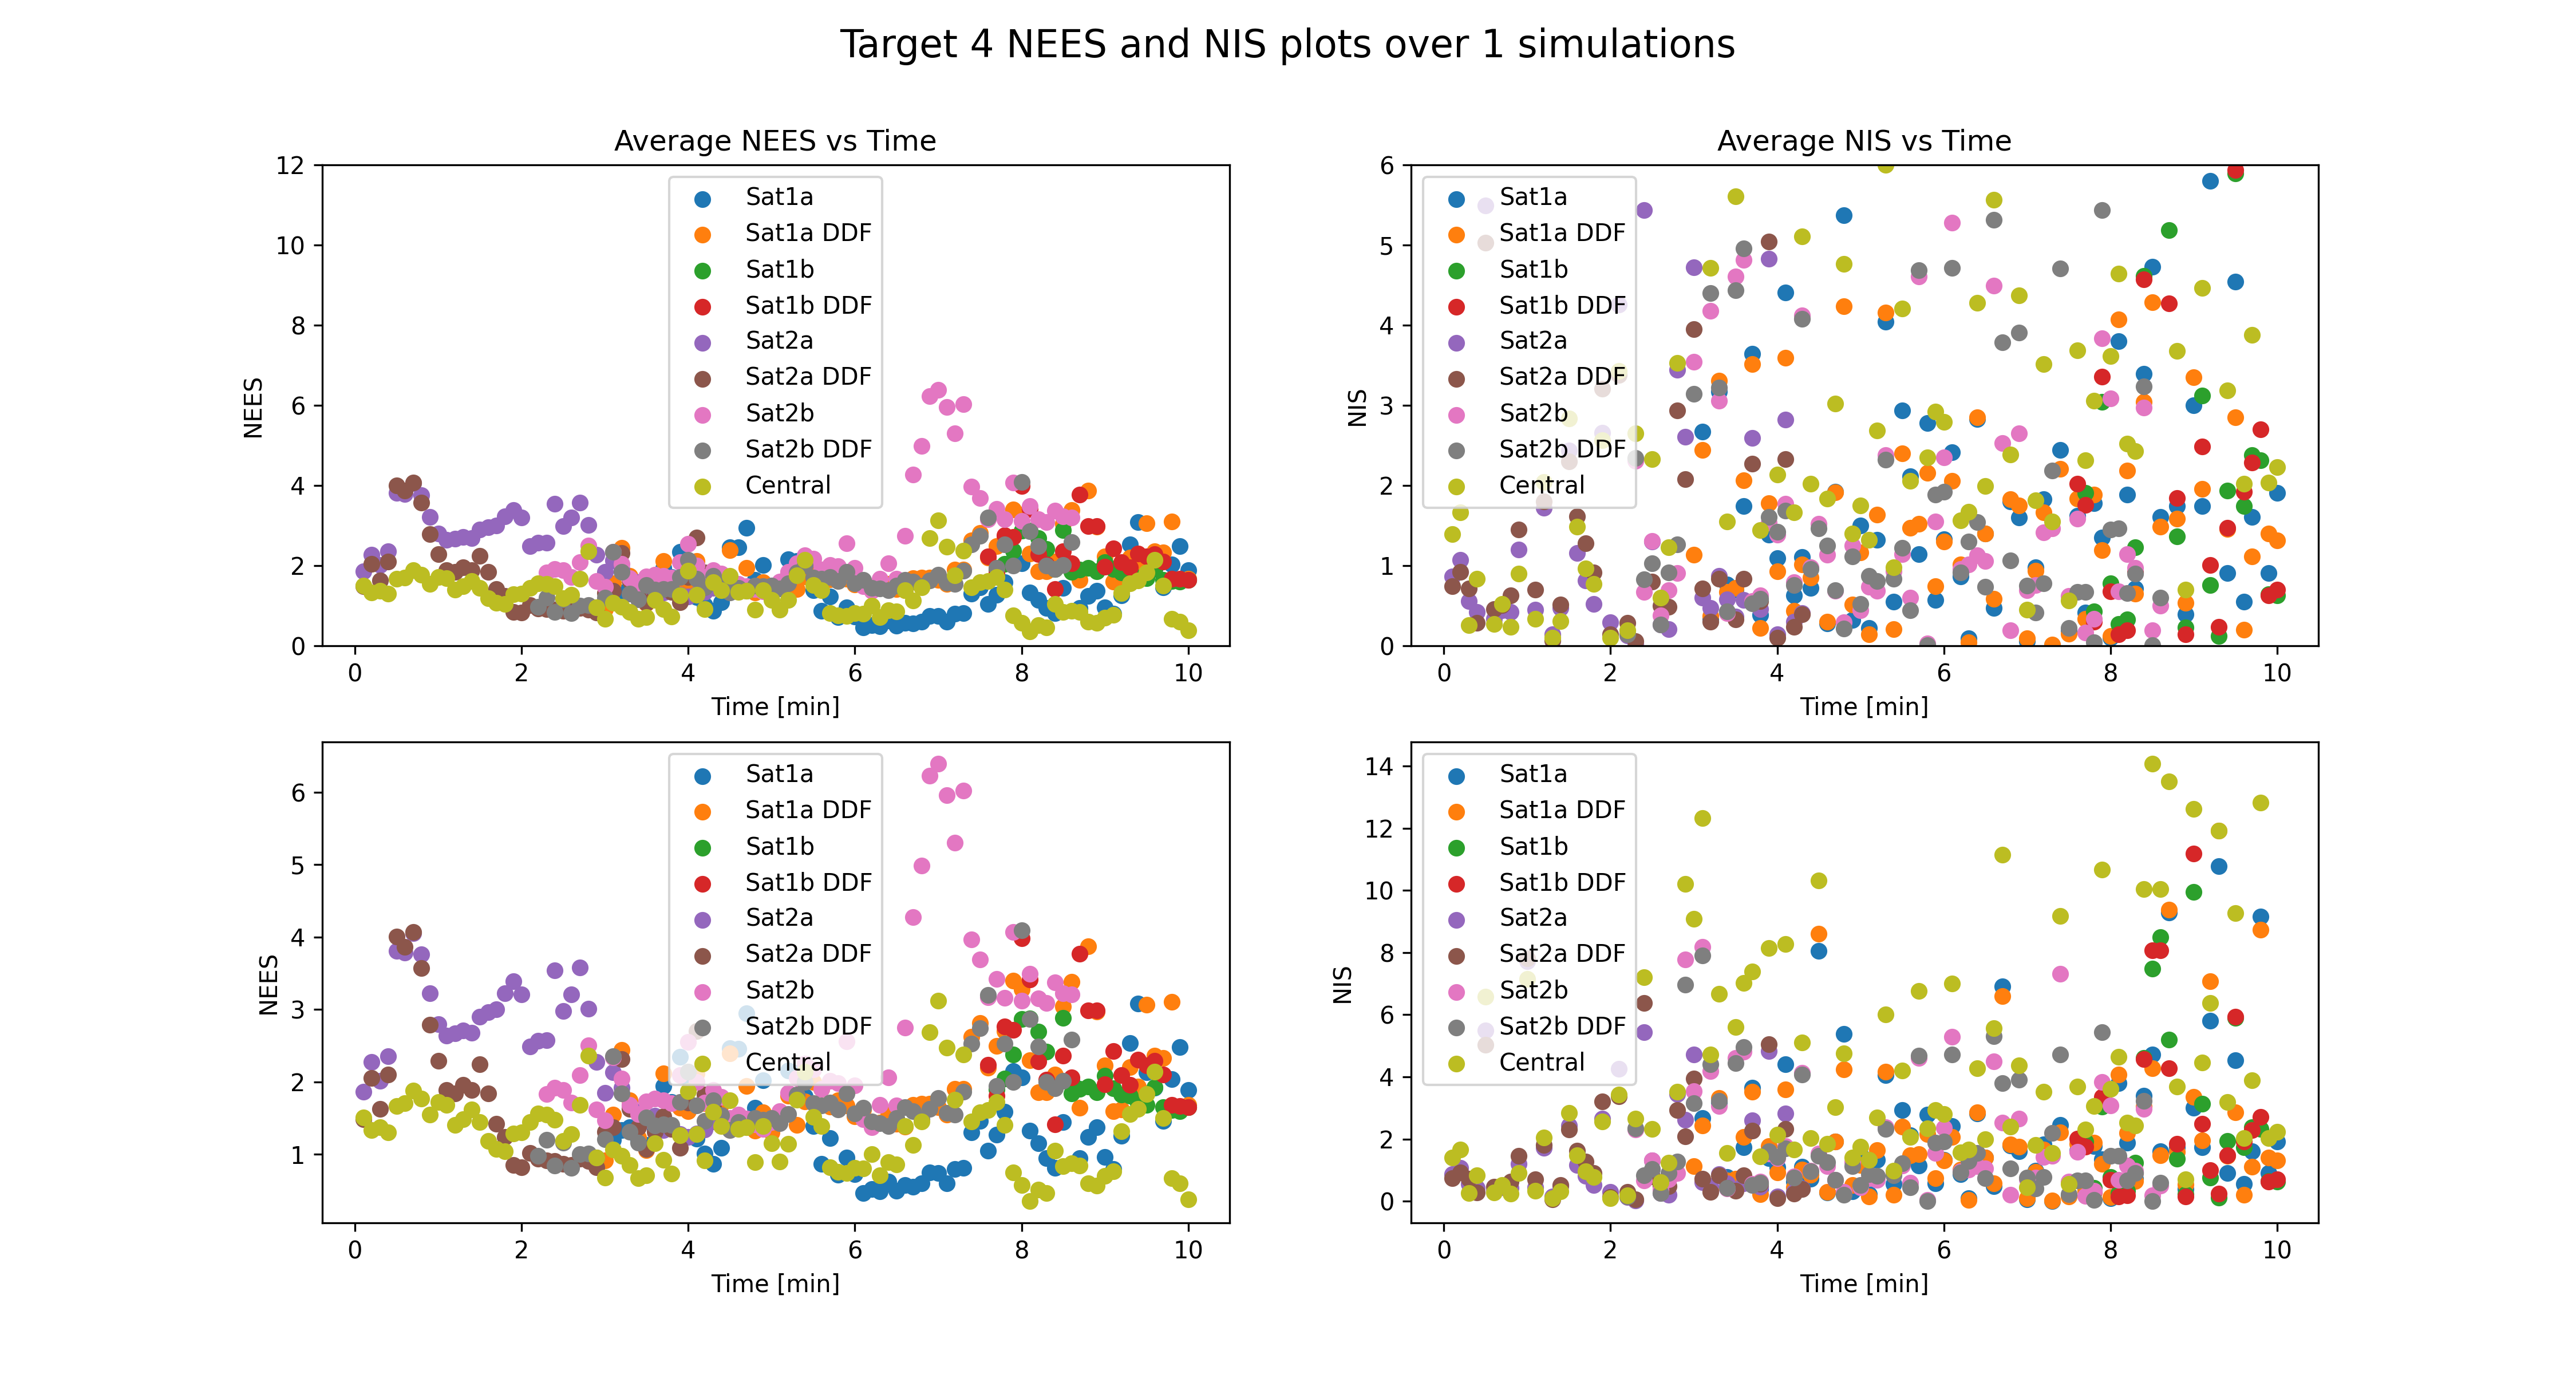 Target 4 NEES and NIS plots over 1 simulations
Average NEES vs Time
12
10
8
6
4
2
0
NEES
0 2 4 6 8 10
Time [min]
Sat1a
Sat1a DDF
Sat1b
Sat1b DDF
Sat2a
Sat2a DDF
Sat2b
Sat2b DDF
Central
Average NIS vs Time
6
5
4
3
2
1
0
NIS
0 2 4 6 8 10
Time [min]
Sat1a
Sat1a DDF
Sat1b
Sat1b DDF
Sat2a
Sat2a DDF
Sat2b
Sat2b DDF
Central
6
5
4
3
2
1
NEES
0 2 4 6 8 10
Time [min]
Sat1a
Sat1a DDF
Sat1b
Sat1b DDF
Sat2a
Sat2a DDF
Sat2b
Sat2b DDF
Central
14
12
10
8
6
4
2
0
NIS
0 2 4 6 8 10
Time [min]
Sat1a
Sat1a DDF
Sat1b
Sat1b DDF
Sat2a
Sat2a DDF
Sat2b
Sat2b DDF
Central